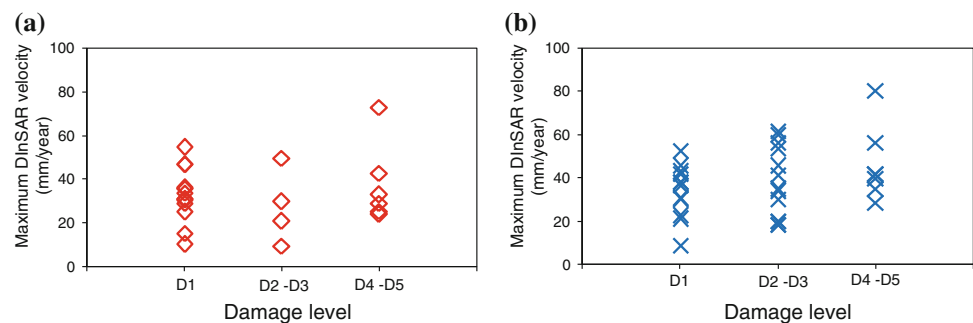 (a)
Maximum DInSAR velocity
(mm/year)
100
80
60
40
20
0
D1
D2 -D3
D4 -D5
Damage level
(b)
Maximum DInSAR velocity
(mm/year)
100
80
60
40
20
0
D1
D2 -D3
D4 -D5
Damage level